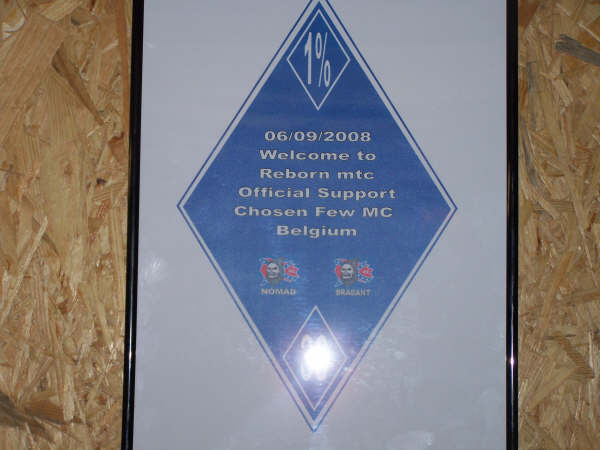 1%
06/09/2008
Welcome to
Reborn mtc
Official Support
Chosen Few MC
Belgium
NOMAD BRABANT